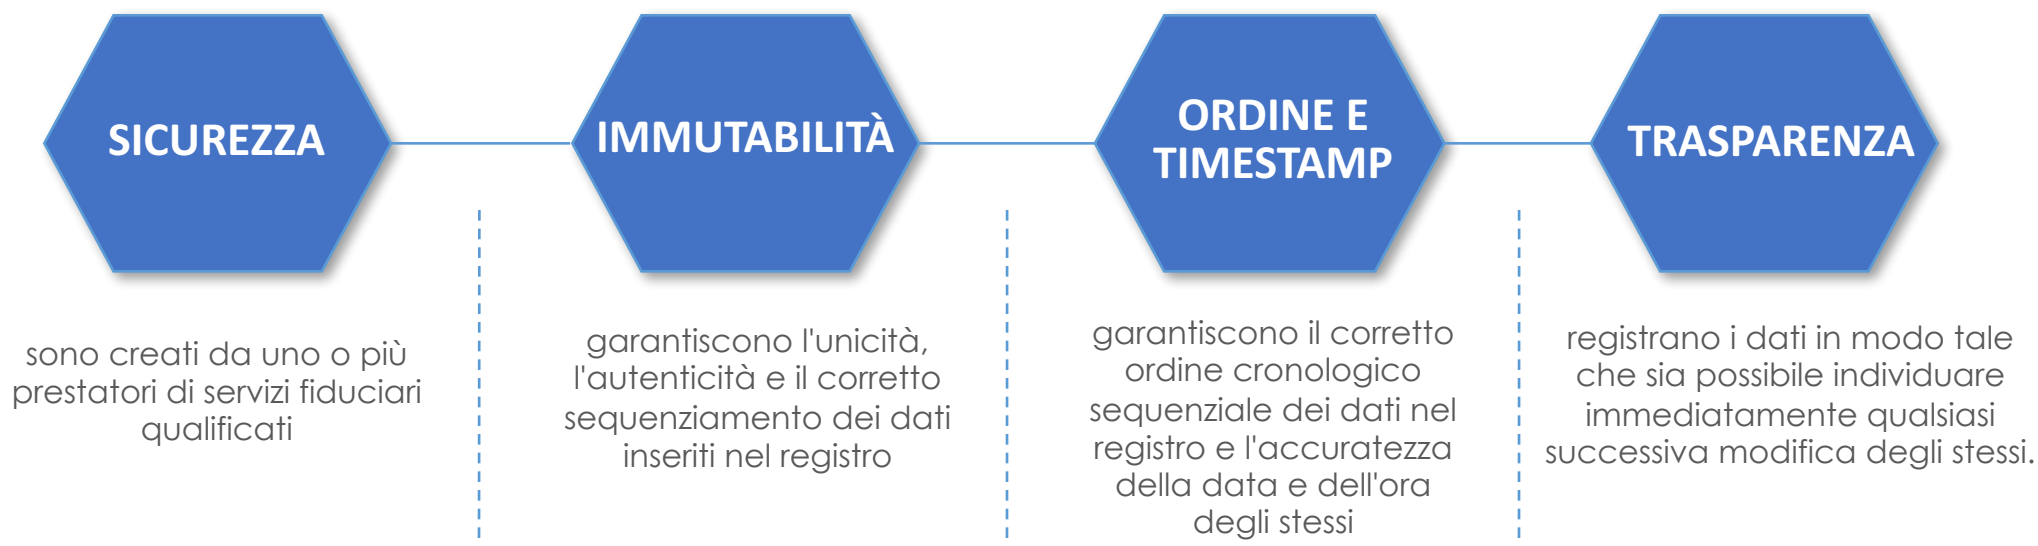 SICUREZZA
sono creati da uno o più
prestatori di servizi fiduciari
qualificati
IMMUTABILITÀ
garantiscono l'unicità,
l'autenticità e il corretto
sequenziamento dei dati
inseriti nel registro
ORDINE E
TIMESTAMP
garantiscono il corretto
ordine cronologico
sequenziale dei dati nel
registro e l'accuratezza
della data e dell'ora
degli stessi
TRASPARENZA
registrano i dati in modo tale
che sia possibile individuare
immediatamente qualsiasi
successiva modifica degli stessi.